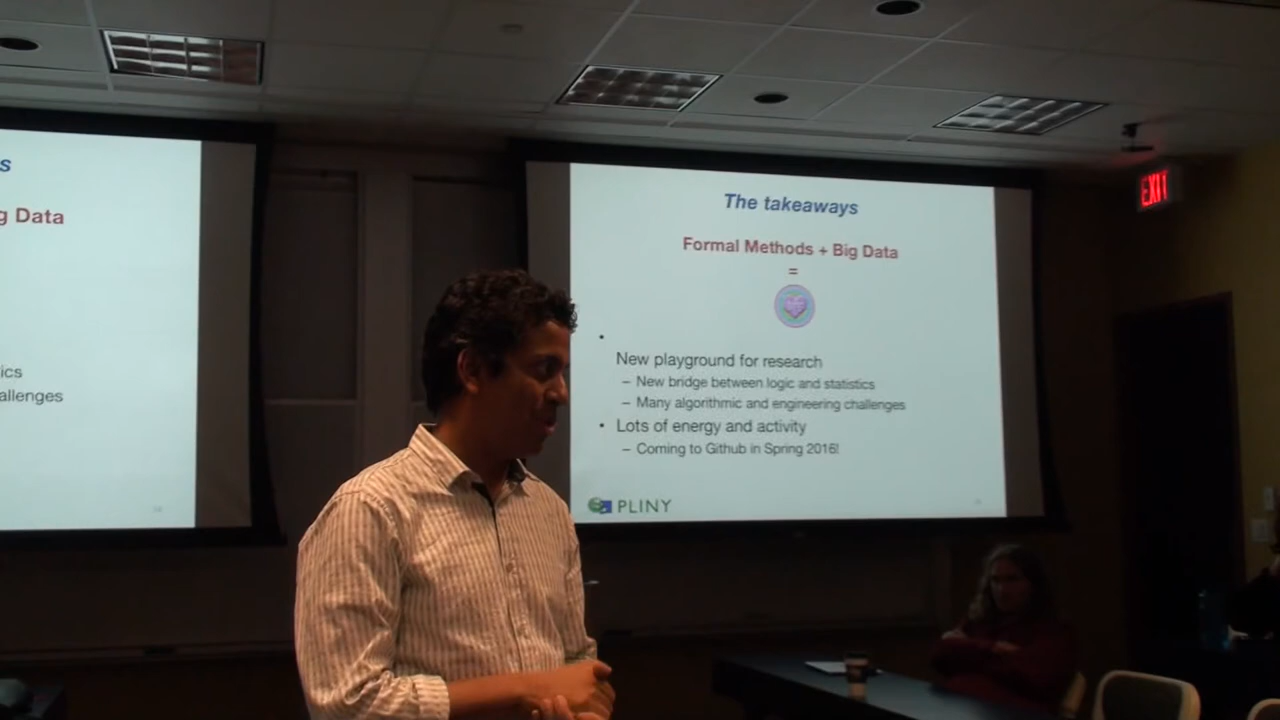 s
g Data
ics
allenges
The takeaways
Formal Methods + Big Data
=
New playground for research
– New bridge between logic and statistics
– Many algorithmic and engineering challenges
• Lots of energy and activity
– Coming to Github in Spring 2016!
PLINY
EXIT